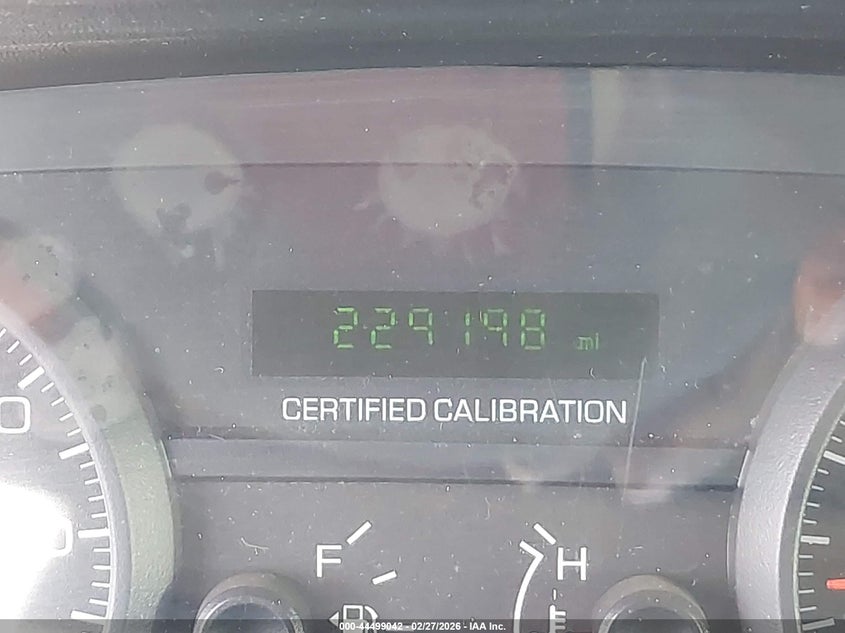 229198 mi
CERTIFIED CALIBRATION
F H
000-44499042 - 02/27/2026 - IAA Inc.